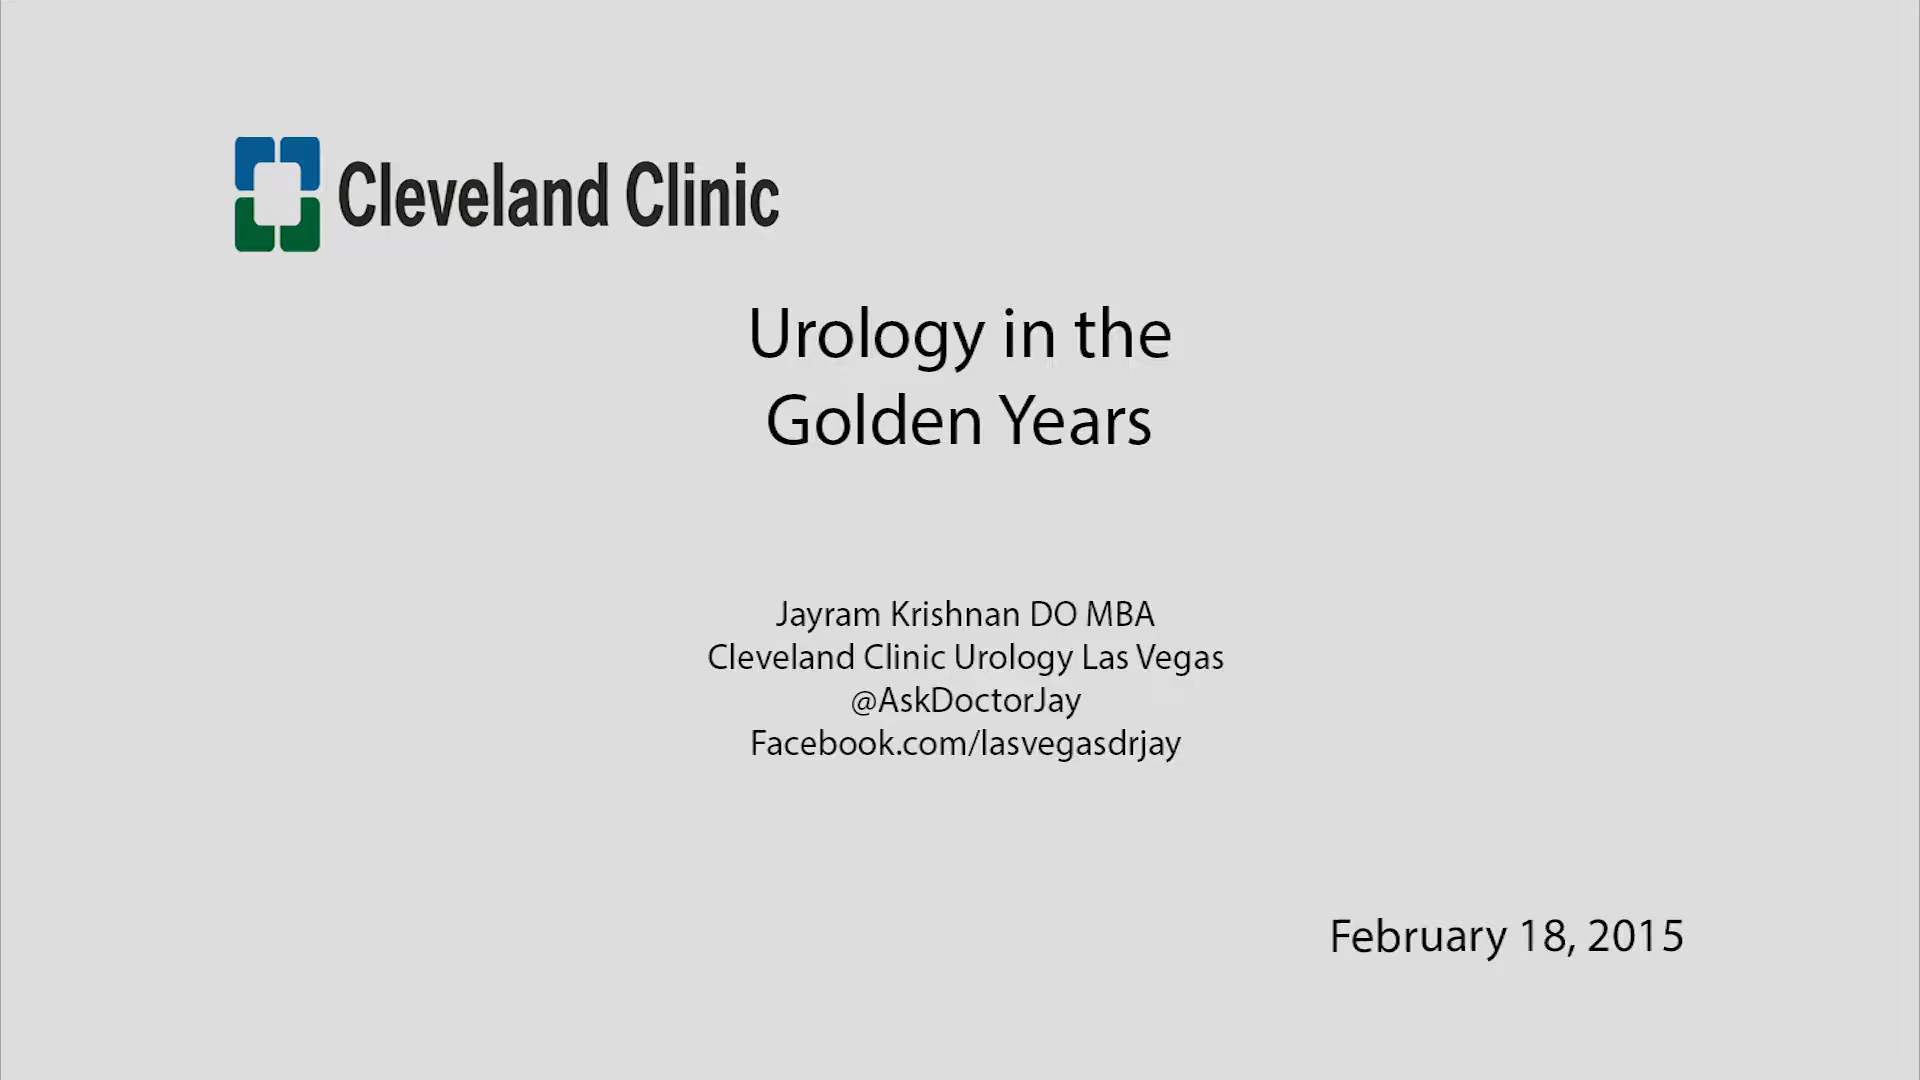 Cleveland Clinic
Urology in the
Golden Years
Jayram Krishnan DO MBA
Cleveland Clinic Urology Las Vegas
@AskDoctorJay
Facebook.com/lasvegasdrjay
February 18, 2015